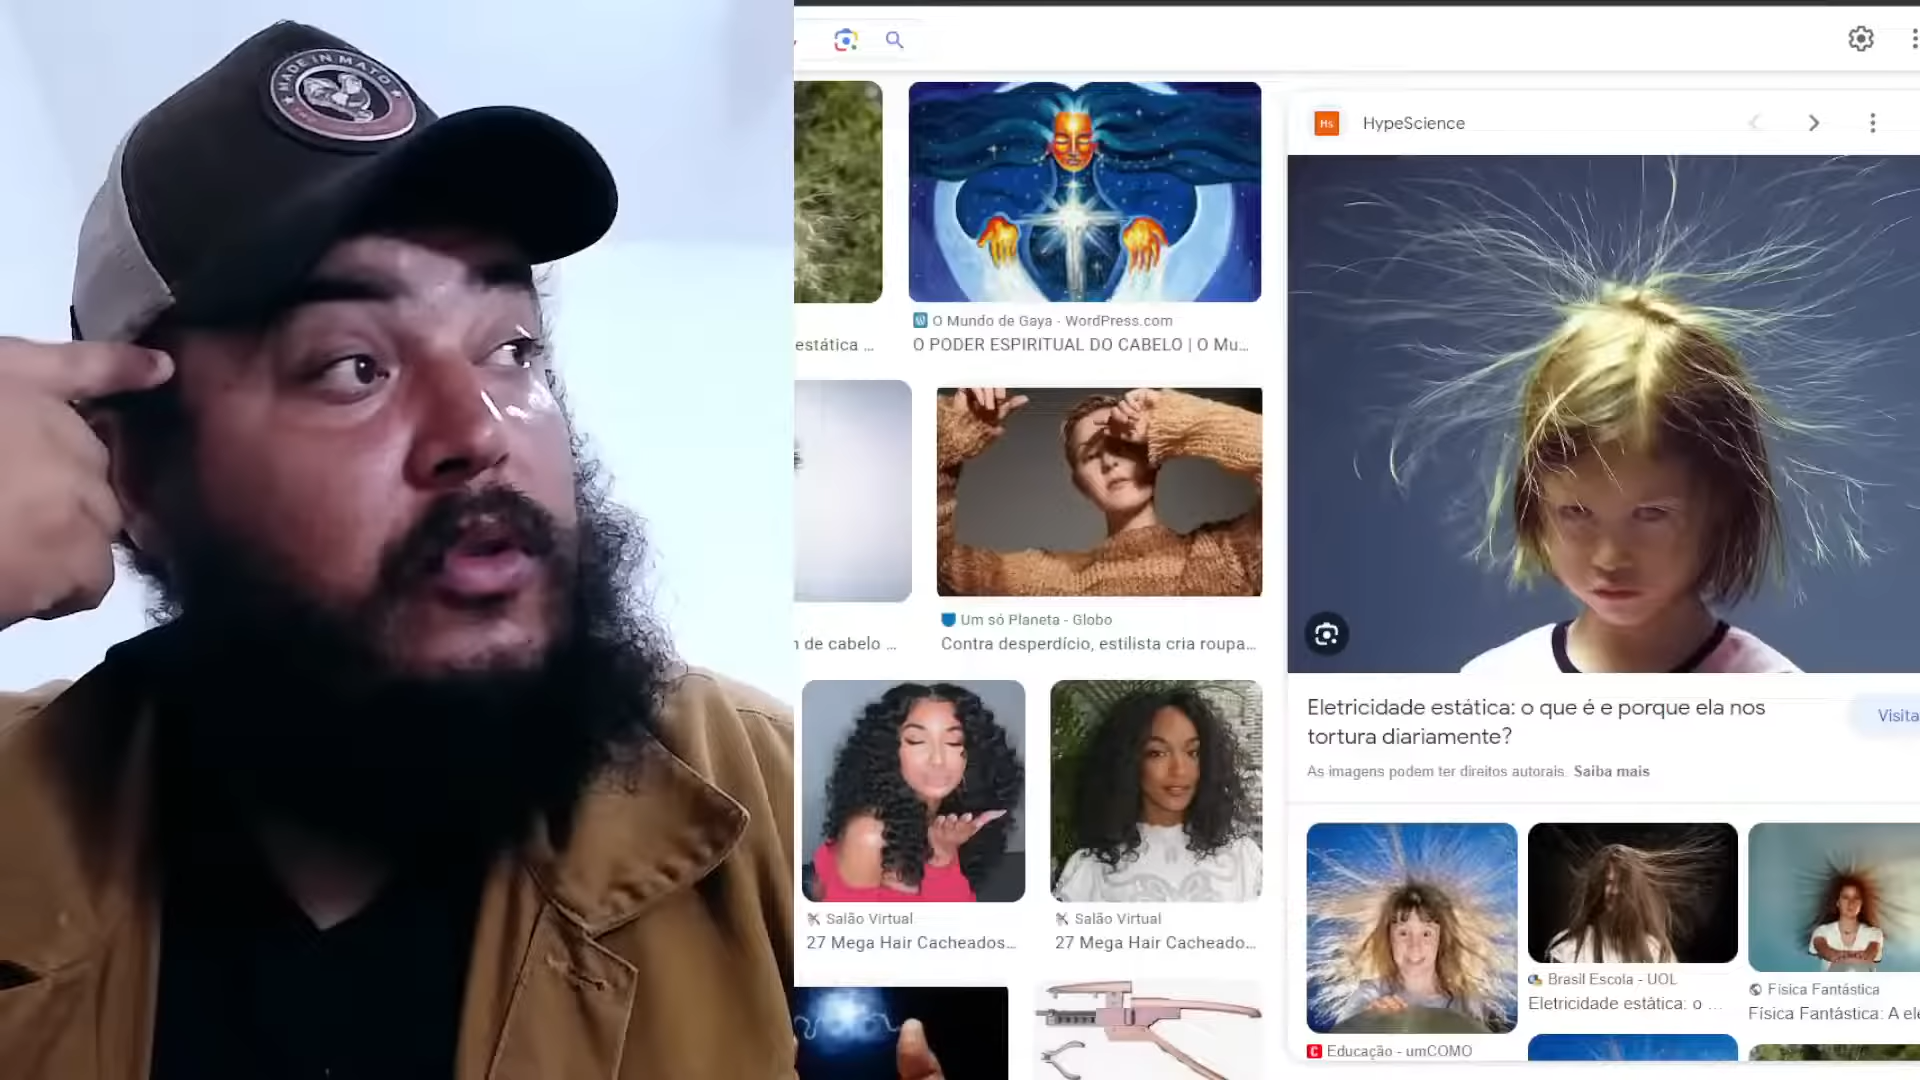 MADE IN MATO
HypeScience
Hs
estática ...
O Mundo de Gaya - WordPress.com
O PODER ESPIRITUAL DO CABELO | O Mu...
de cabelo ...
Um só Planeta - Globo
Contra desperdício, estilista cria roupa...
Eletricidade estática: o que é e porque ela nos
tortura diariamente?
Visita
As imagens podem ter direitos autorais. Saiba mais
Salão Virtual
27 Mega Hair Cacheados...
Salão Virtual
27 Mega Hair Cacheado...
Brasil Escola - UOL
Eletricidade estática: o ...
Física Fantástica
Física Fantástica: A el
Educação - umCOMO